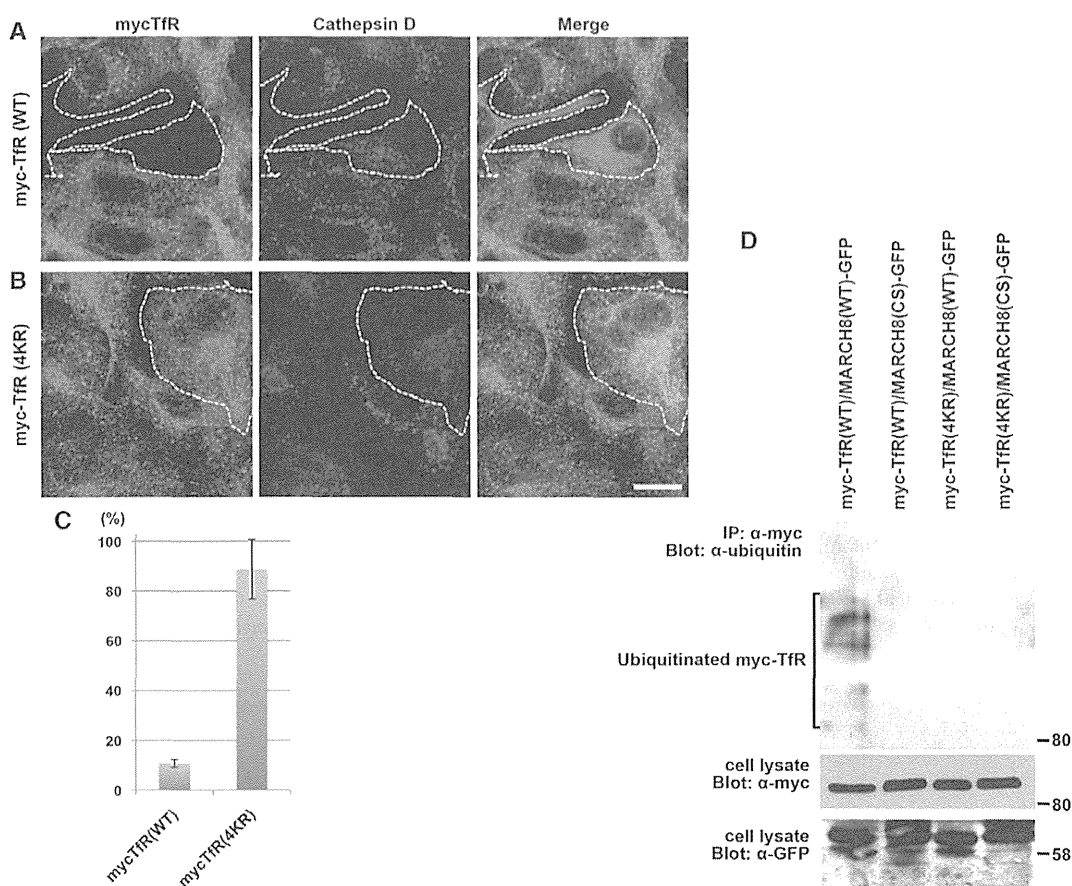 A
mycTfR
Cathepsin D
Merge
myc-TfR (WT)
B
myc-TfR (4KR)
C
(%)
100
80
60
40
20
0
mycTfR(WT)
mycTfR(4KR)
D
myc-TfR(WT)/MARCH8(WT)-GFP
myc-TfR(WT)/MARCH8(CS)-GFP
myc-TfR(4KR)/MARCH8(WT)-GFP
myc-TfR(4KR)/MARCH8(CS)-GFP
IP: α-myc
Blot: α-ubiquitin
Ubiquitinated myc-TfR
80
cell lysate
Blot: α-myc
80
cell lysate
Blot: α-GFP
58